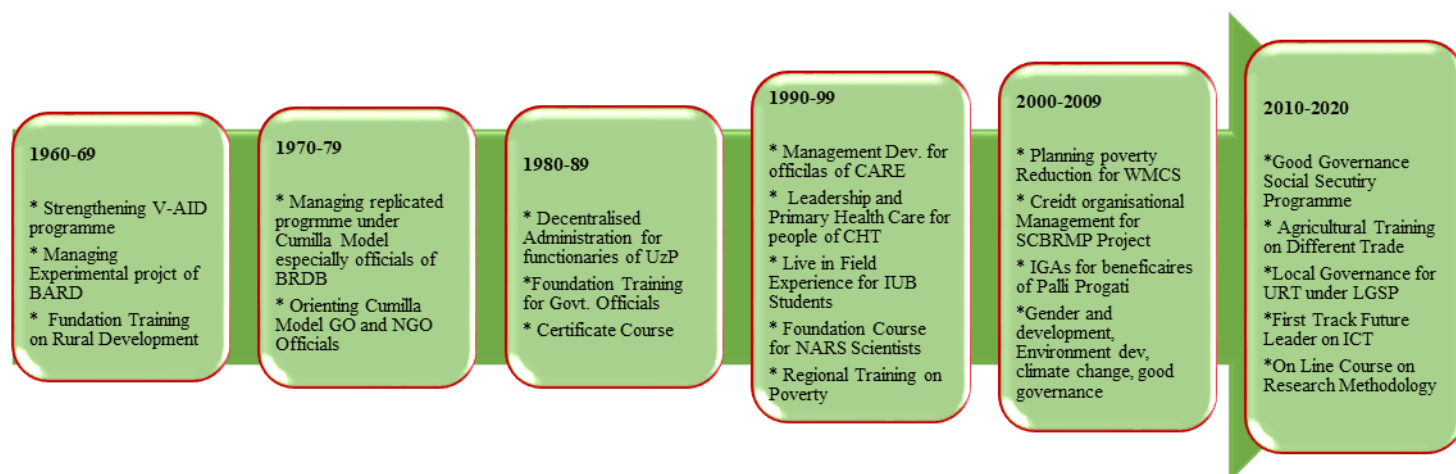 1960-69
* Strengthening V-AID
programme
* Managing
Experimental projct of
BARD
* Fundation Training
on Rural Development
1970-79
* Managing replicated
progrmme under
Cumilla Model
especially officials of
BRDB
* Orienting Cumilla
Model GO and NGO
Officials
1980-89
* Decentralised
Administration for
functionaries of UzP
*Foundation Training
for Govt. Officials
* Certificate Course
1990-99
* Management Dev. for
officilas of CARE
* Leadership and
Primary Health Care for
people of CHT
* Live in Field
Experience for IUB
Students
* Foundation Course
for NARS Scientists
* Regional Training on
Poverty
2000-2009
* Planning poverty
Reduction for WMCS
* Creidt organisational
Management for
SCBRMP Project
* IGAs for beneficaires
of Palli Progati
*Gender and
development,
Environment dev,
climate change, good
governance
2010-2020
*Good Governance
Social Secutiry
Programme
* Agricultural Training
on Different Trade
*Local Governance for
URT under LGSP
*First Track Future
Leader on ICT
*On Line Course on
Research Methodology